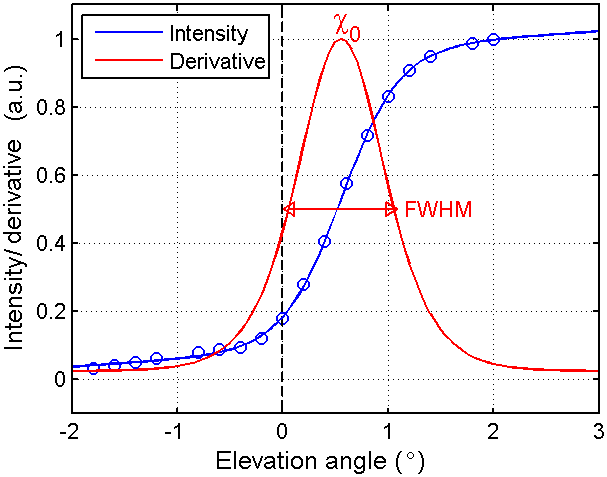 χ0
Intensity
Derivative
FWHM
Intensity/derivative (a.u.)
1
0.8
0.6
0.4
0.2
0
-2 -1 0 1 2 3
Elevation angle (°)